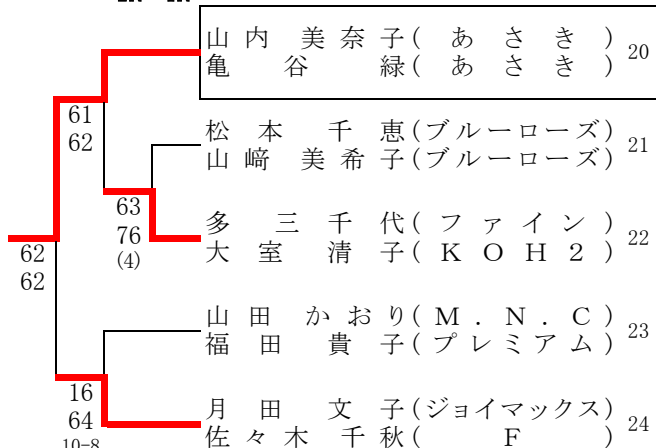 山内美奈子(あさき) 20
亀谷緑(あさき)
61
62
松本千恵(ブルーローズ) 21
山﨑美希子(ブルーローズ)
63
76
(4)
多三千代(ファイン) 22
大室清子(KOH2)
62
62
山田かおり(M.N.C) 23
福田貴子(プレミアム)
16
64
10-8
月田文子(ジョイマックス) 24
佐々木千秋(F)